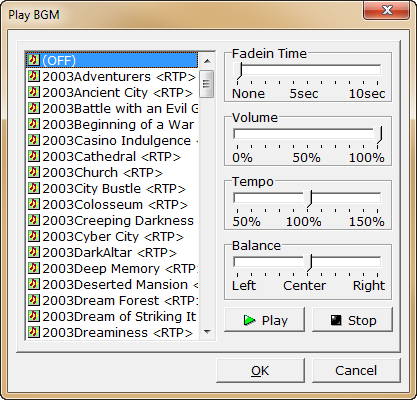 Play BGM
(OFF)
2003Adventurers <RTP>
2003Ancient City <RTP>
2003Battle with an Evil G
2003Beginning of a War
2003Casino Indulgence <
2003Cathedral <RTP>
2003Church <RTP>
2003City Bustle <RTP>
2003Colosseum <RTP>
2003Creeping Darkness
2003Cyber City <RTP>
2003DarkAltar <RTP>
2003Deep Memory <RTP>
2003Deserted Mansion <
2003Dream Forest <RTP>
2003Dream of Striking It
2003Dreaminess <RTP>
Fadein Time
None 5sec 10sec
Volume
0% 50% 100%
Tempo
50% 100% 150%
Balance
Left Center Right
Play Stop
OK Cancel